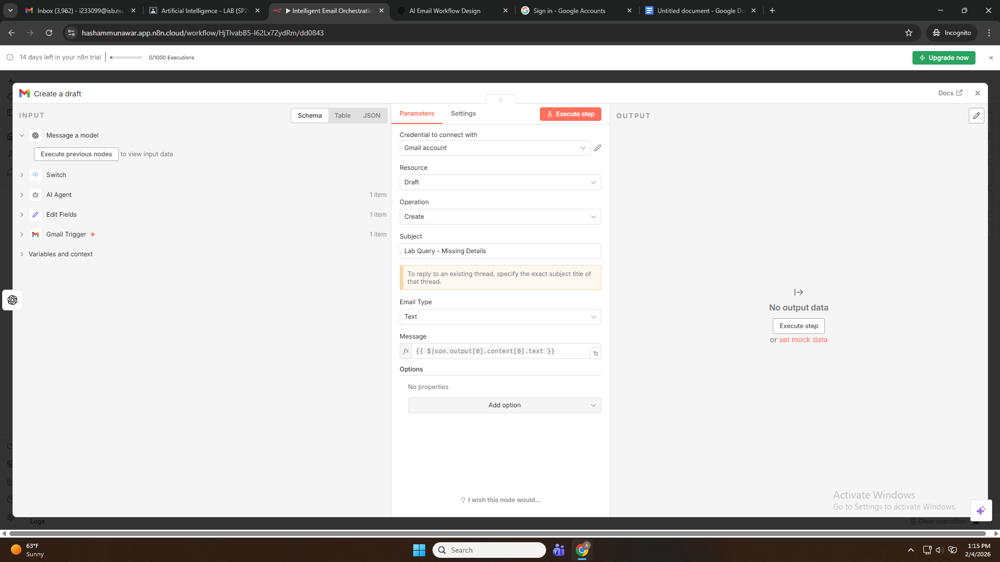 Inbox (3,962) - i233099@isb.nu
Artificial Intelligence - LAB (SP2
▶ Intelligent Email Orchestratio
AI Email Workflow Design
Sign in - Google Accounts
Untitled document - Google Do
hashammunawar.app.n8n.cloud/workflow/HjTlvabB5-I62Lx7ZydRm/dd0843
Incognito
14 days left in your n8n trial
0/1000 Executions
Upgrade now
Create a draft
Docs
INPUT
Schema
Table
JSON
Parameters
Settings
Execute step
OUTPUT
Message a model
Execute previous nodes to view input data
Switch
AI Agent
1 item
Edit Fields
1 item
Gmail Trigger
1 item
Variables and context
Credential to connect with
Gmail account
Resource
Draft
Operation
Create
Subject
Lab Query - Missing Details
To reply to an existing thread, specify the exact subject title of
that thread.
Email Type
Text
Message
fx {{ $json.output[0].content[0].text }}
Options
No properties
Add option
I wish this node would...
No output data
Execute step
or set mock data
Activate Windows
Go to Settings to activate Windows.
Logs
Clear execution
63°F
Sunny
Search
A
1:15 PM
2/4/2026